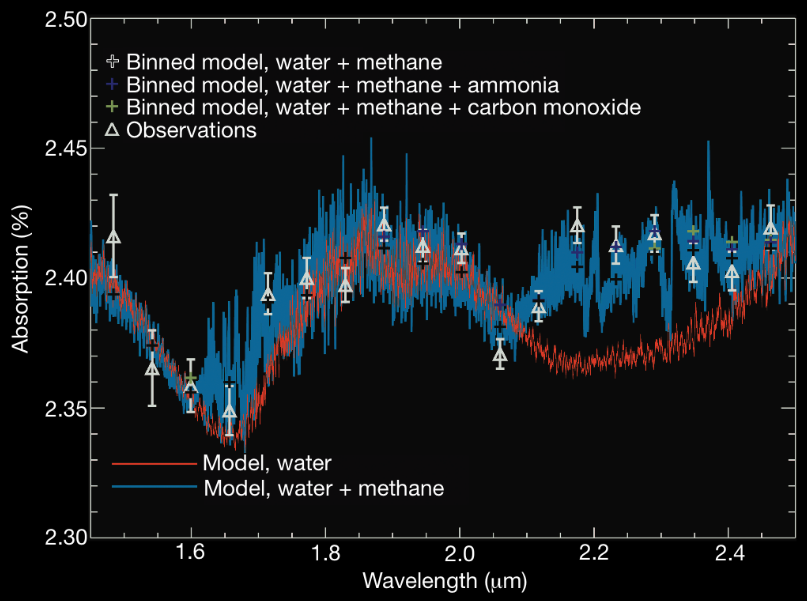 2.50
Binned model, water + methane
Binned model, water + methane + ammonia
Binned model, water + methane + carbon monoxide
Observations
2.45
2.40
2.35
2.30
Absorption (%)
Model, water
Model, water + methane
1.6 1.8 2.0 2.2 2.4
Wavelength (μm)